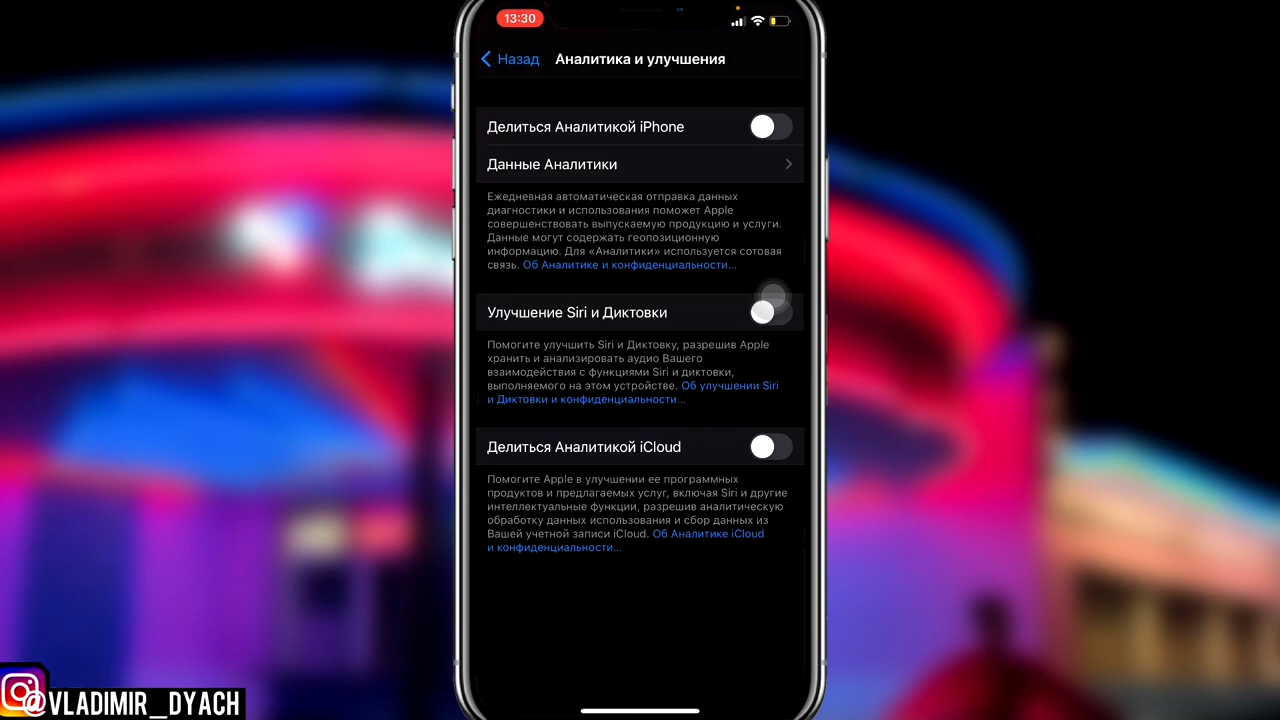 13:30
Назад
Аналитика и улучшения
Делиться Аналитикой iPhone
Данные Аналитики
Ежедневная автоматическая отправка данных
диагностики и использования поможет Apple
совершенствовать выпускаемую продукцию и услуги.
Данные могут содержать геопозиционную
информацию. Для «Аналитики» используется сотовая
связь. Об Аналитике и конфиденциальности...
Улучшение Siri и Диктовки
Помогите улучшить Siri и Диктовку, разрешив Apple
хранить и анализировать аудио Вашего
взаимодействия с функциями Siri и диктовки,
выполняемого на этом устройстве. Об улучшении Siri
и Диктовки и конфиденциальности...
Делиться Аналитикой iCloud
Помогите Apple в улучшении ее программных
продуктов и предлагаемых услуг, включая Siri и другие
интеллектуальные функции, разрешив аналитическую
обработку данных использования и сбор данных из
Вашей учетной записи iCloud. Об Аналитике iCloud
и конфиденциальности...
@VLADIMIR_DYACH